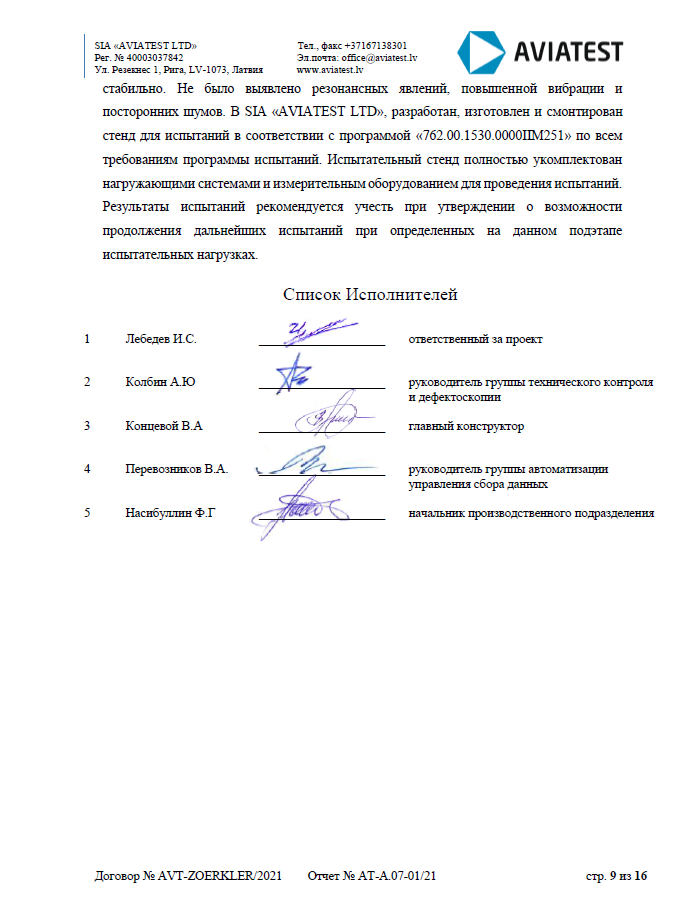 SIA «AVIATEST LTD» Тел., факс +37167138301
Рег. № 40003037842 Эл.почта: office@aviatest.lv
Ул. Резекнес 1, Рига, LV-1073, Латвия www.aviatest.lv
AVIATEST
стабильно. Не было выявлено резонансных явлений, повышенной вибрации и
посторонних шумов. В SIA «AVIATEST LTD», разработан, изготовлен и смонтирован
стенд для испытаний в соответствии с программой «762.00.1530.0000ПМ251» по всем
требованиям программы испытаний. Испытательный стенд полностью укомплектован
нагружающими системами и измерительным оборудованием для проведения испытаний.
Результаты испытаний рекомендуется учесть при утверждении о возможности
продолжения дальнейших испытаний при определенных на данном подэтапе
испытательных нагрузках.
Список Исполнителей
1 Лебедев И.С. ответственный за проект
2 Колбин А.Ю руководитель группы технического контроля
и дефектоскопии
3 Концевой В.А главный конструктор
4 Перевозников В.А. руководитель группы автоматизации
управления сбора данных
5 Насибуллин Ф.Г начальник производственного подразделения
Договор № AVT-ZOERKLER/2021 Отчет № AT-A.07-01/21 стр. 9 из 16